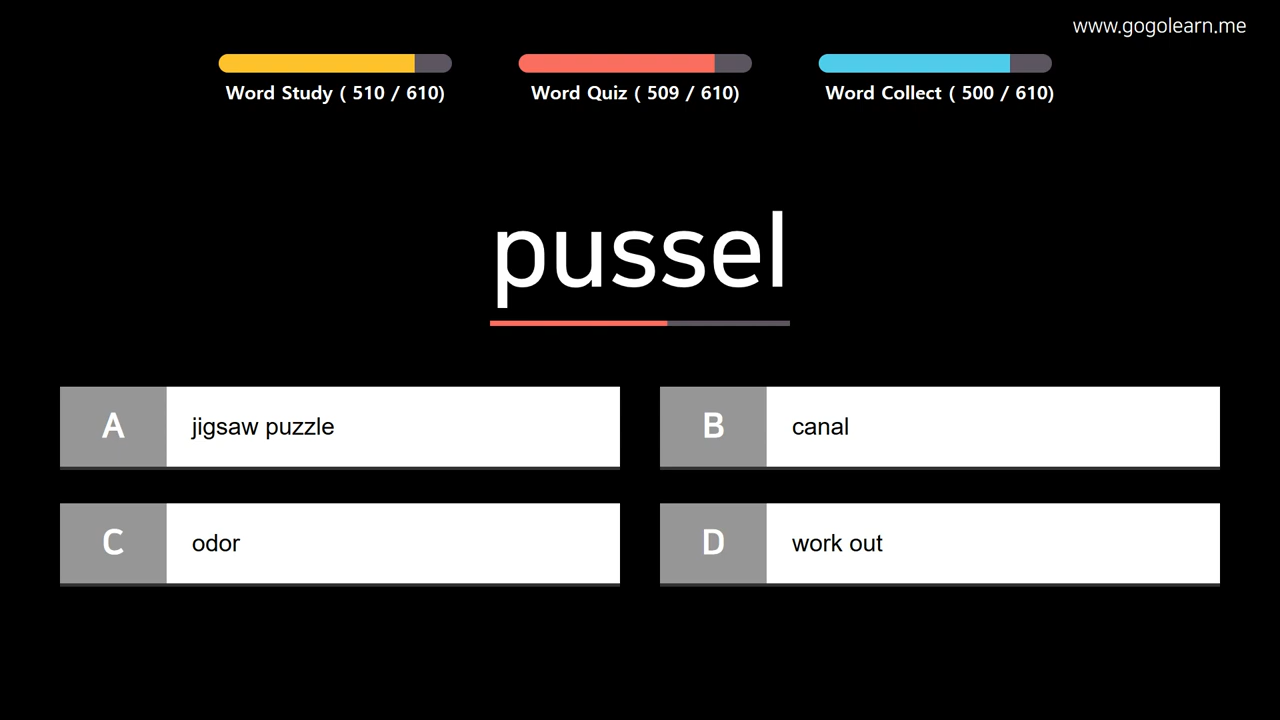 www.gogolearn.me
Word Study ( 510 / 610)
Word Quiz ( 509 / 610)
Word Collect ( 500 / 610)
pussel
A jigsaw puzzle
B canal
C odor
D work out